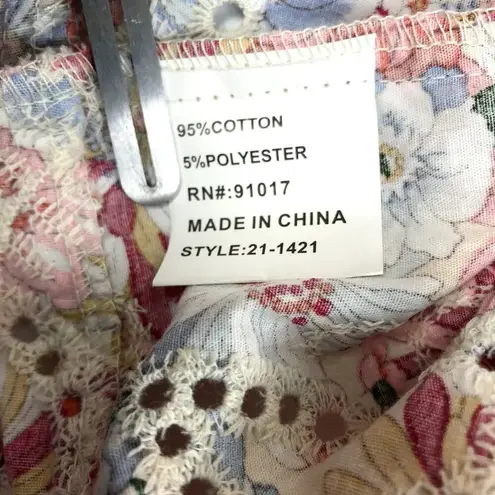 95%COTTON
5%POLYESTER
RN#:91017
MADE IN CHINA
STYLE:21-1421